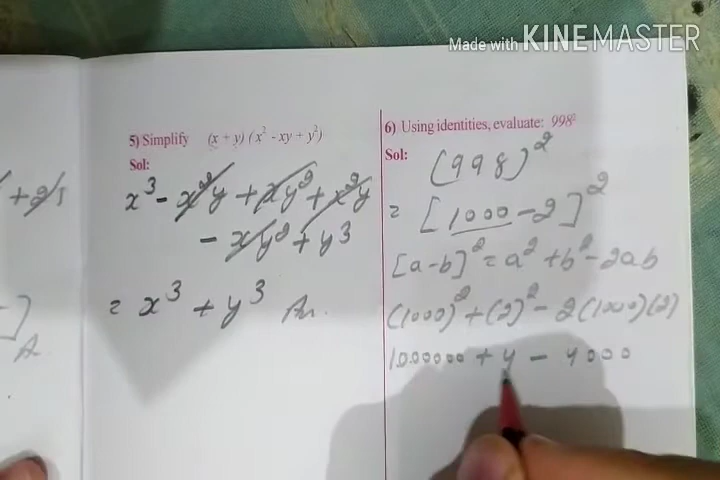 Made with KINEMASTER
+2
5) Simplify (x + y) (x² - xy + y²)
Sol:
x³ - x²y + xy² + x²y
- xy² + y³
= x³ + y³ An.
6) Using identities, evaluate: 998²
Sol:
(998)²
= [1000 - 2]²
[a-b]² = a² + b² - 2ab
(1000)² + (2)² - 2(1000)(2)
1000000 + 4 - 4000